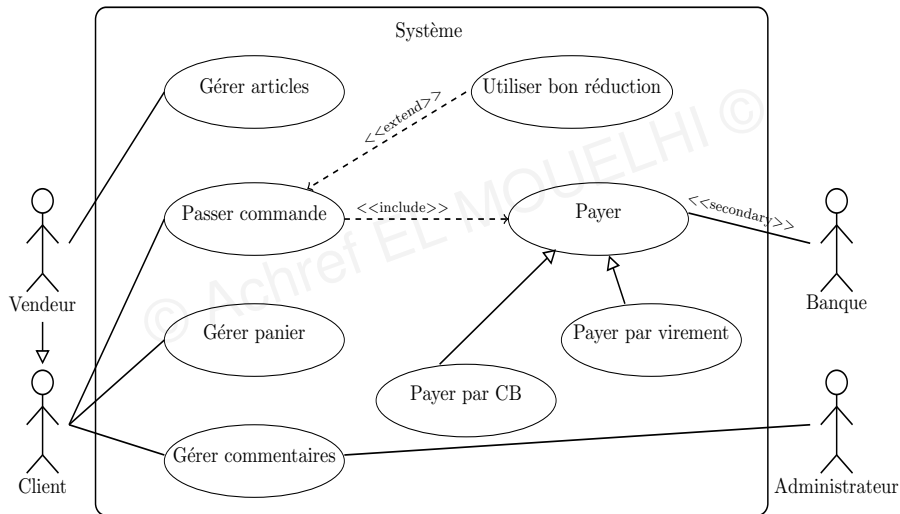 Système
Gérer articles
Utiliser bon réduction
<<extend>>
Passer commande
<<include>>
Payer
<<secondary>>
Vendeur
Banque
Gérer panier
Payer par virement
Payer par CB
Gérer commentaires
Client
Administrateur
© Achref EL MOUELHI ©